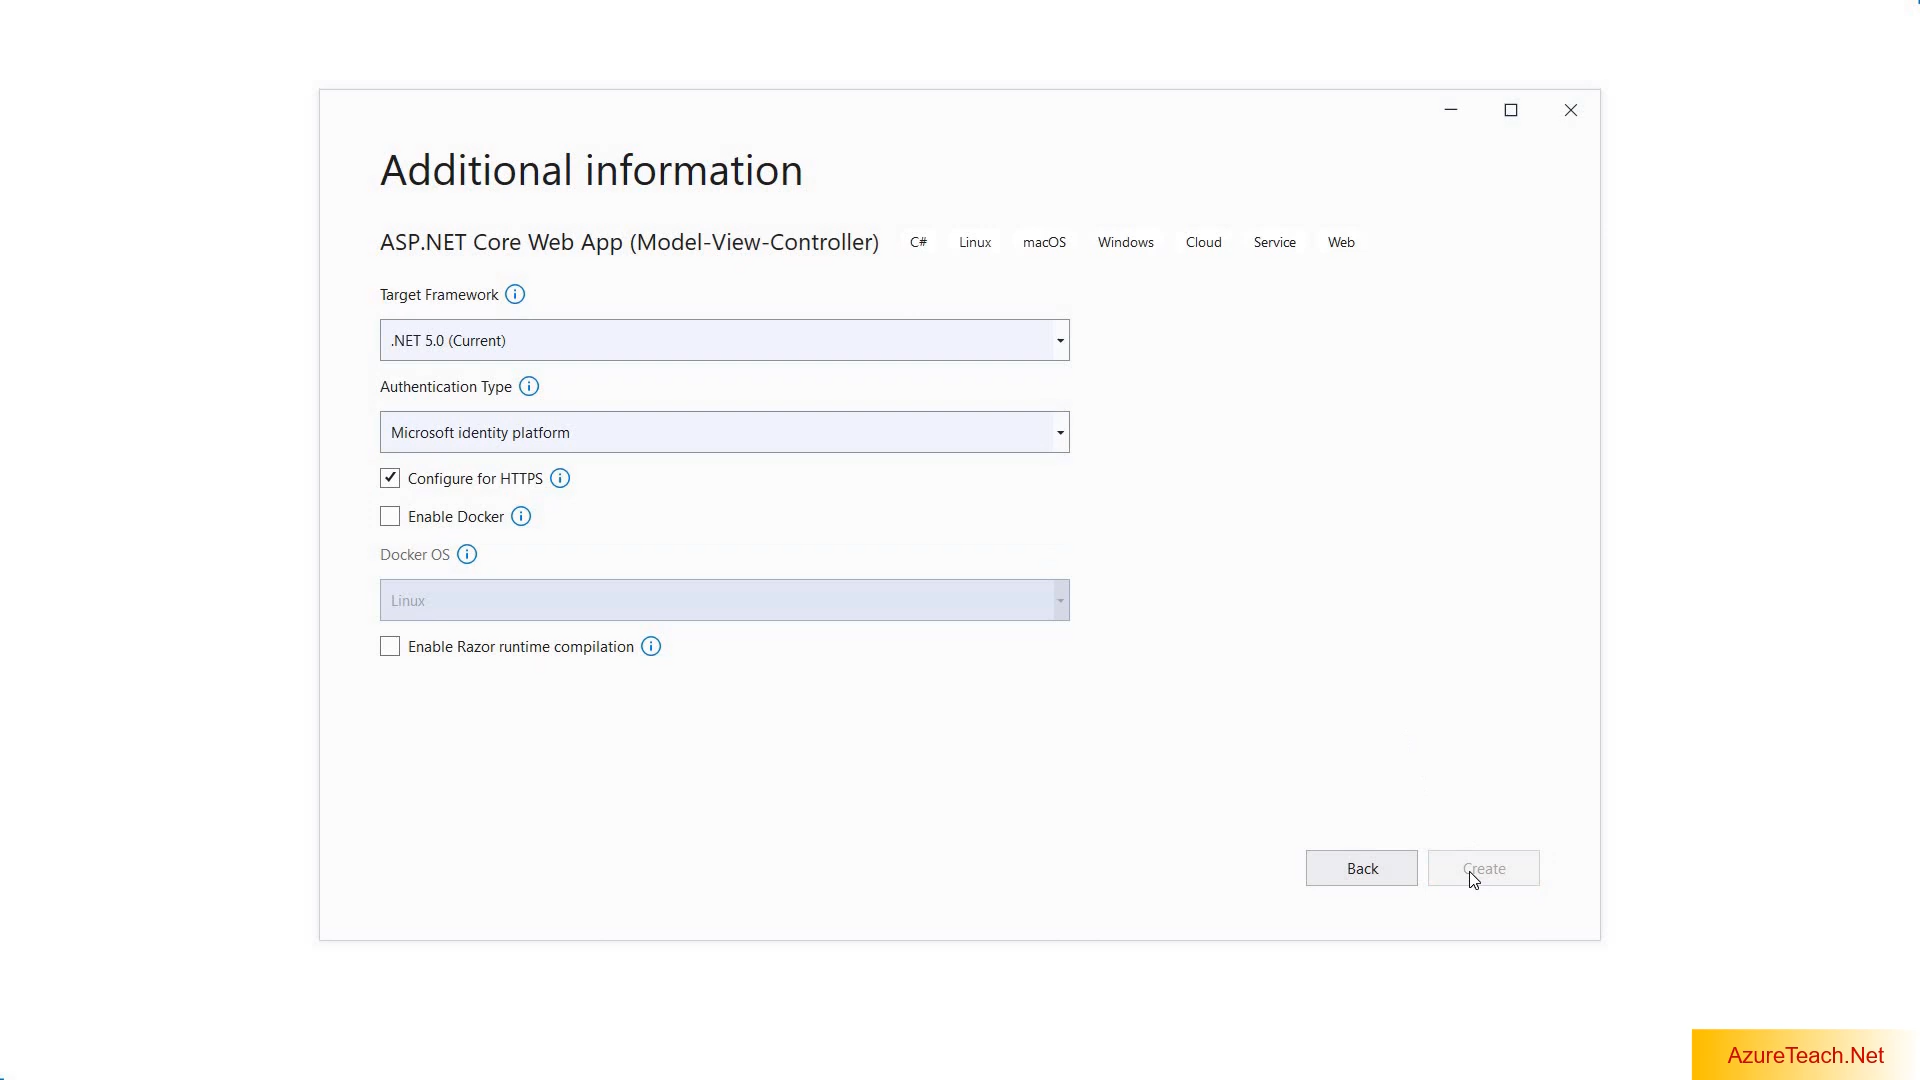 Additional information
ASP.NET Core Web App (Model-View-Controller) C# Linux macOS Windows Cloud Service Web
Target Framework
.NET 5.0 (Current)
Authentication Type
Microsoft identity platform
Configure for HTTPS
Enable Docker
Docker OS
Linux
Enable Razor runtime compilation
Back Create
AzureTeach.Net